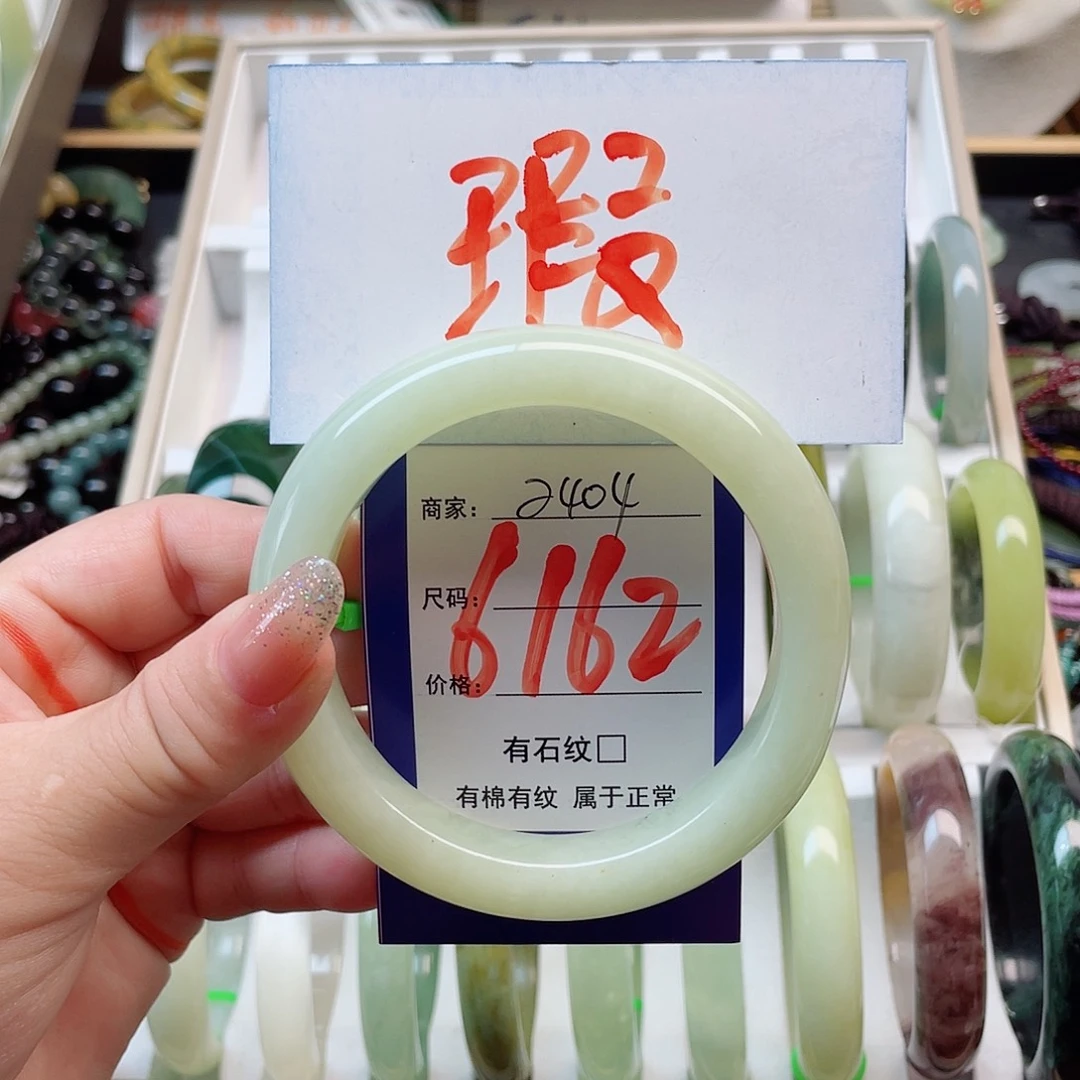 瑕
商家: 2404
尺码:
6162
价格:
有石纹□
有棉有纹 属于正常